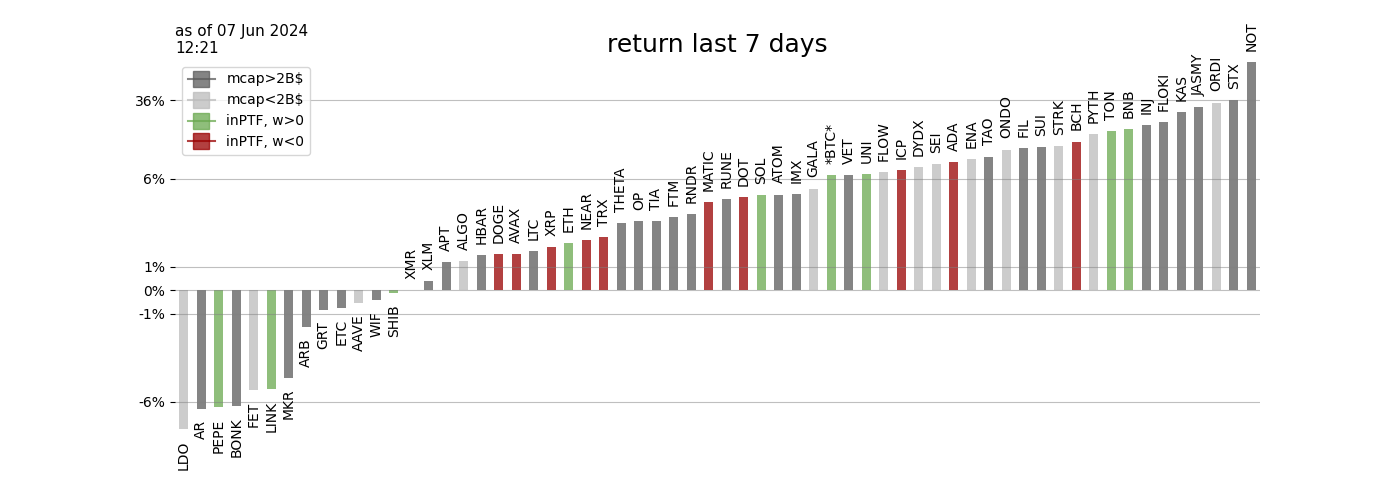 as of 07 Jun 2024
12:21
return last 7 days
mcap>2B$
mcap<2B$
inPTF, w>0
inPTF, w<0
36%
6%
1%
0%
-1%
-6%
LDO
AR
PEPE
BONK
FET
LINK
MKR
ARB
GRT
ETC
AAVE
WIF
SHIB
XMR
XLM
APT
ALGO
HBAR
DOGE
AVAX
LTC
XRP
ETH
NEAR
TRX
THETA
OP
TIA
FTM
RNDR
MATIC
RUNE
DOT
SOL
ATOM
IMX
GALA
*BTC*
VET
UNI
FLOW
ICP
DYDX
SEI
ADA
ENA
TAO
ONDO
FIL
SUI
STRK
BCH
PYTH
TON
BNB
INJ
FLOKI
KAS
JASMY
ORDI
STX
NOT